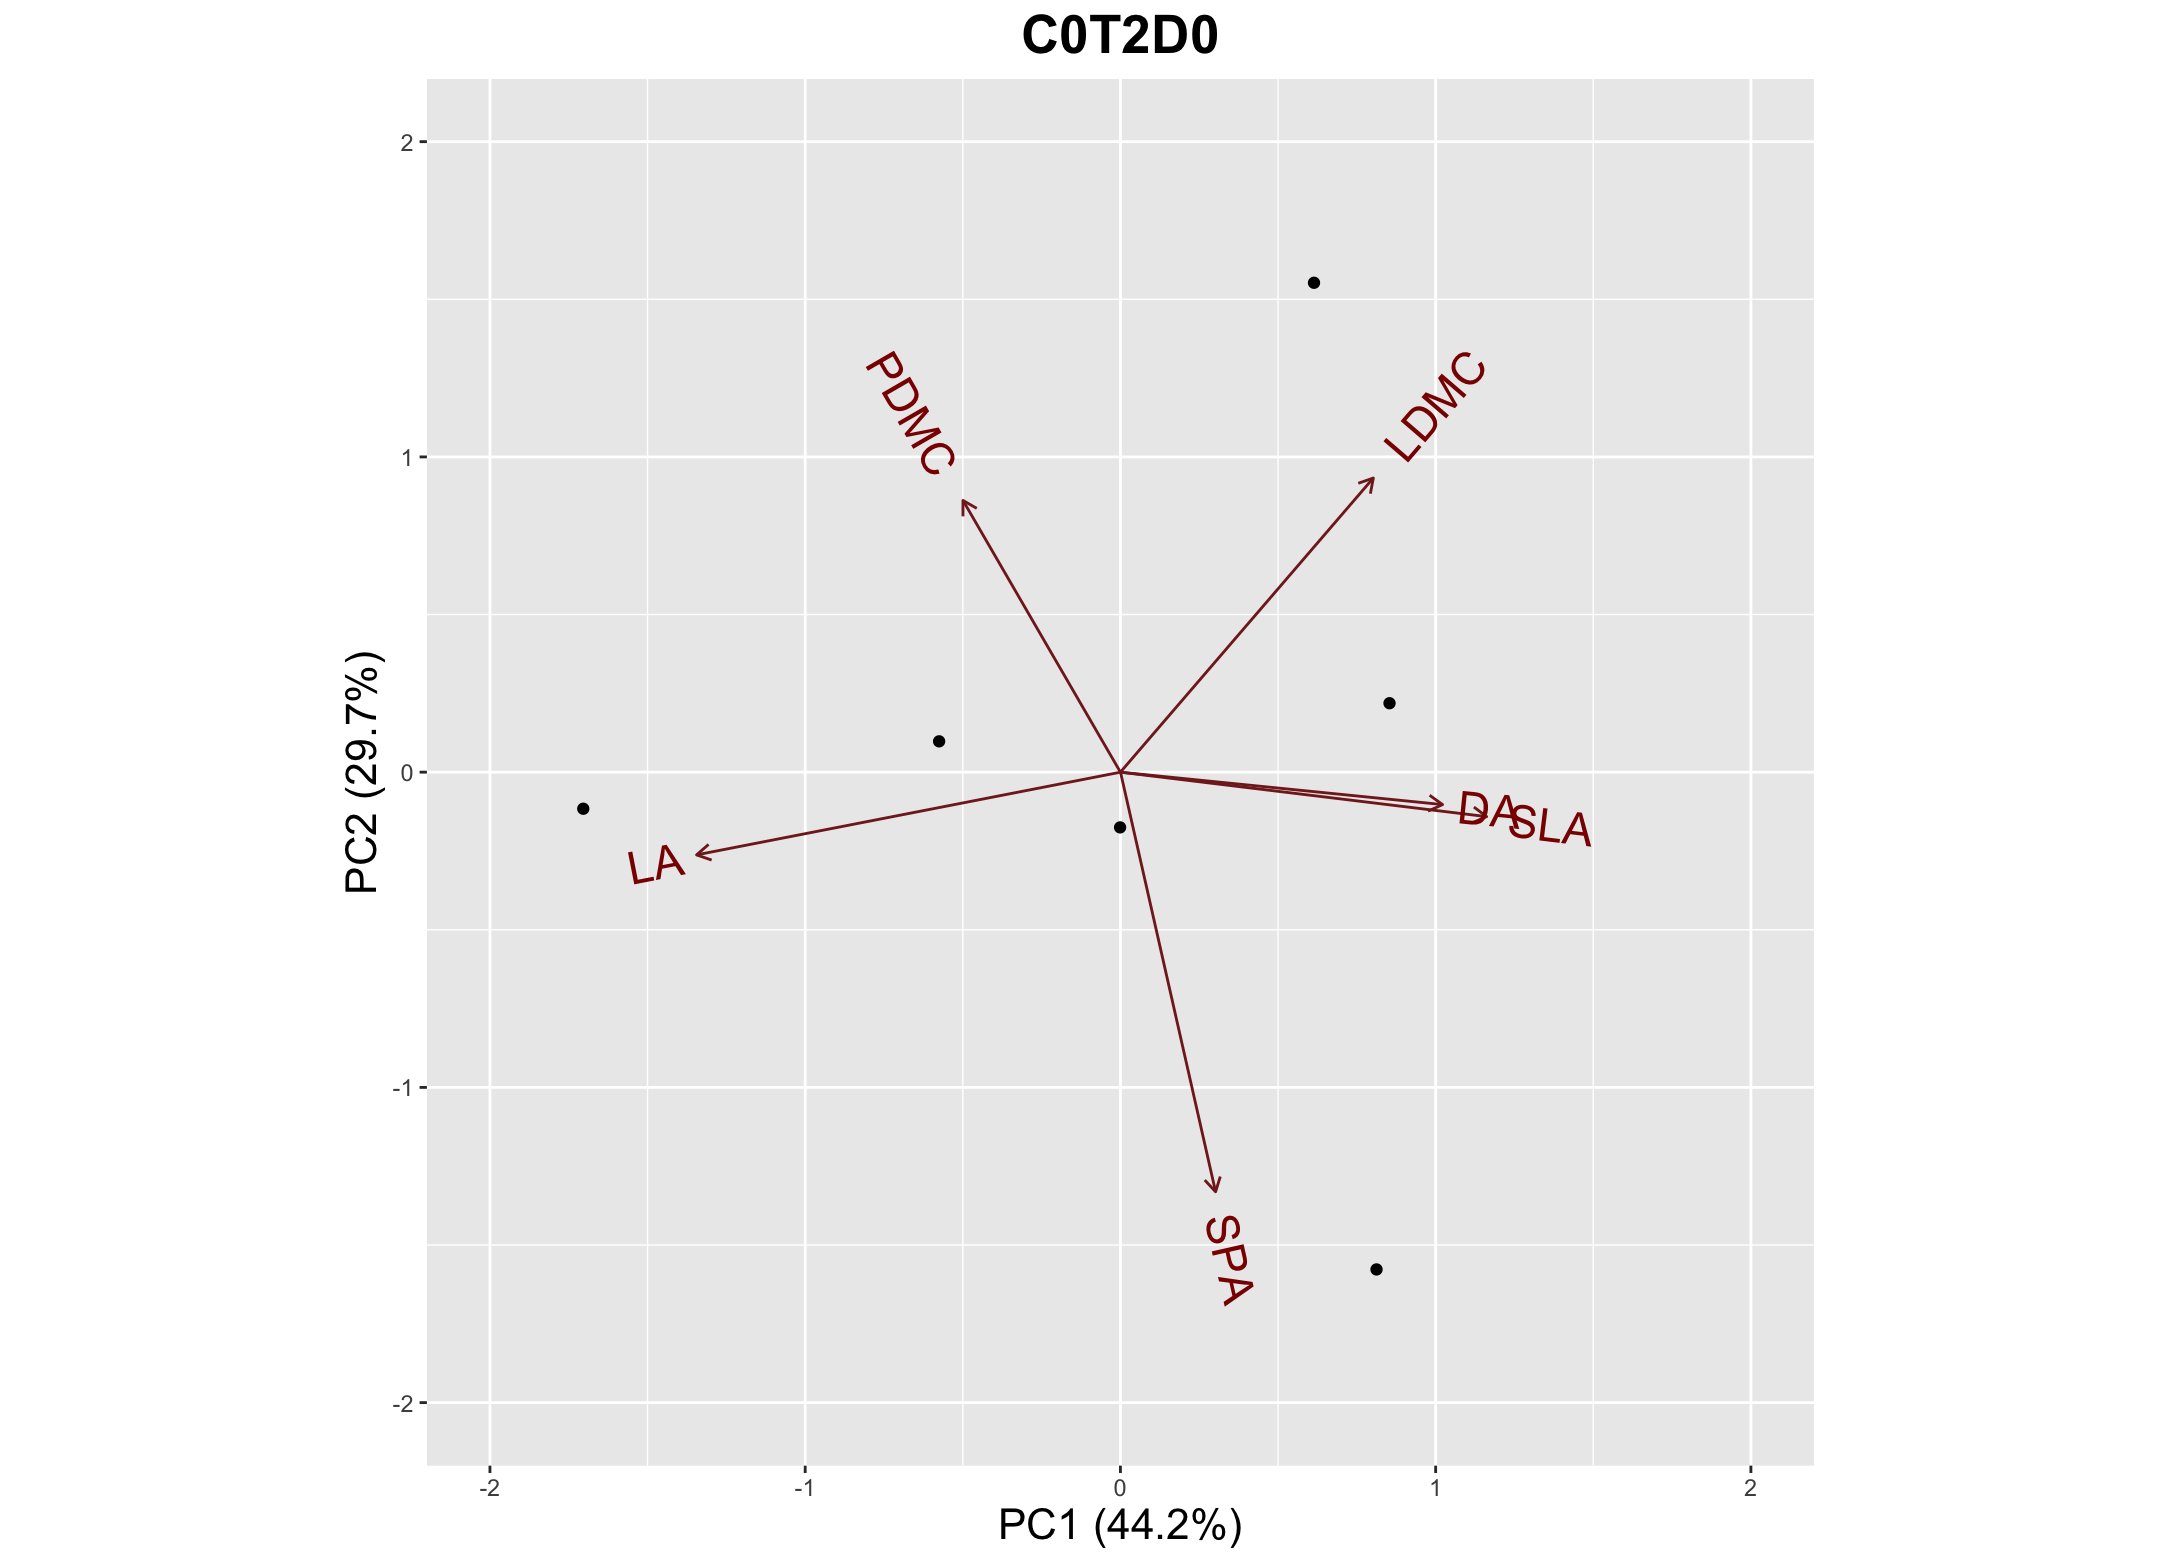 C0T2D0
2
PDMC
LDMC
1
PC2 (29.7%)
0
DA
SLA
LA
-1
SPA
-2
-2
-1
0
1
2
PC1 (44.2%)